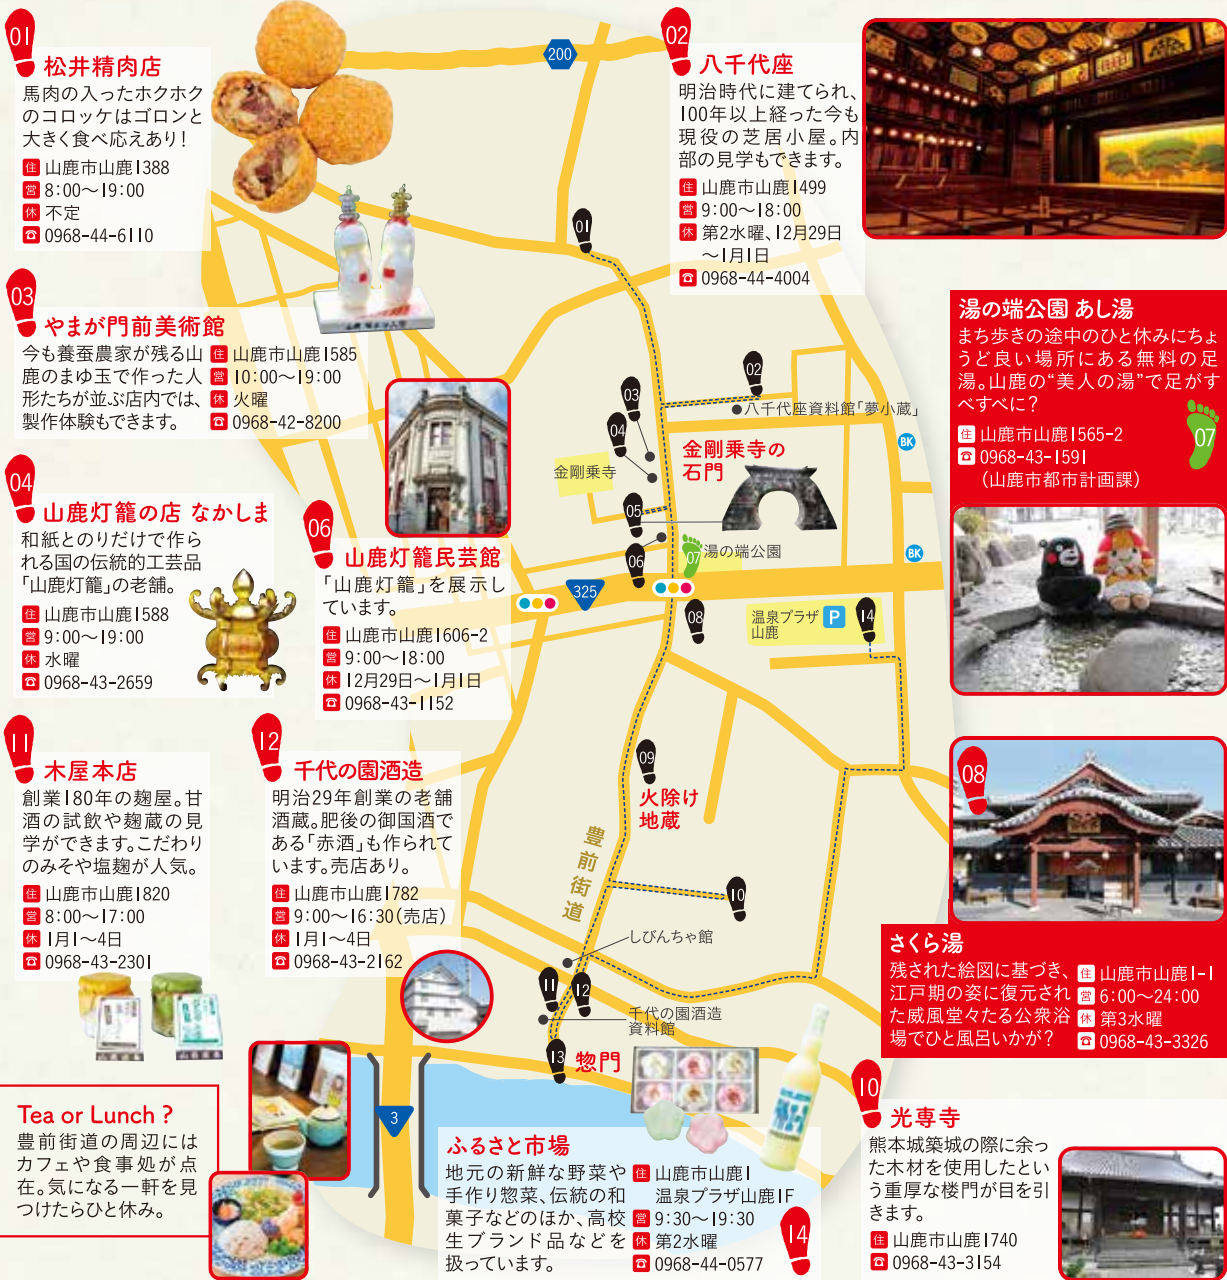 01
松井精肉店
馬肉の入ったホクホク
のコロッケはゴロンと
大きく食べ応えあり!
住 山鹿市山鹿1388
営 8:00〜19:00
休 不定
☎ 0968-44-6110
02
八千代座
明治時代に建てられ、
100年以上経った今も
現役の芝居小屋。内
部の見学もできます。
住 山鹿市山鹿1499
営 9:00〜18:00
休 第2水曜、12月29日
〜1月1日
☎ 0968-44-4004
03
やまが門前美術館
今も養蚕農家が残る山
鹿のまゆ玉で作った人
形たちが並ぶ店内では、
製作体験もできます。
住 山鹿市山鹿1585
営 10:00〜19:00
休 火曜
☎ 0968-42-8200
湯の端公園 あし湯
まち歩きの途中のひと休みにちょ
うど良い場所にある無料の足
湯。山鹿の“美人の湯”で足がす
べすべに?
住 山鹿市山鹿1565-2
☎ 0968-43-1591
(山鹿市都市計画課)
07
04
山鹿灯籠の店 なかしま
和紙とのりだけで作ら
れる国の伝統的工芸品
「山鹿灯籠」の老舗。
住 山鹿市山鹿1588
営 9:00〜19:00
休 水曜
☎ 0968-43-2659
06
山鹿灯籠民芸館
「山鹿灯籠」を展示し
ています。
住 山鹿市山鹿1606-2
営 9:00〜18:00
休 12月29日〜1月1日
☎ 0968-43-1152
200
01
02
八千代座資料館「夢小蔵」
03
04
金剛乗寺の
石門
金剛乗寺
BK
05
06
07
湯の端公園
BK
325
08
温泉プラザ
山鹿
P
14
09
火除け
地蔵
豊前街道
10
しびんちゃ館
11
12
千代の園酒造
資料館
13
惣門
3
11
木屋本店
創業180年の麹屋。甘
酒の試飲や麹蔵の見
学ができます。こだわり
のみそや塩麹が人気。
住 山鹿市山鹿1820
営 8:00〜17:00
休 1月1〜4日
☎ 0968-43-2301
12
千代の園酒造
明治29年創業の老舗
酒蔵。肥後の御国酒で
ある「赤酒」も作られて
います。売店あり。
住 山鹿市山鹿1782
営 9:00〜16:30(売店)
休 1月1〜4日
☎ 0968-43-2162
08
さくら湯
残された絵図に基づき、
江戸期の姿に復元され
た威風堂々たる公衆浴
場でひと風呂いかが?
住 山鹿市山鹿1-1
営 6:00〜24:00
休 第3水曜
☎ 0968-43-3326
Tea or Lunch ?
豊前街道の周辺には
カフェや食事処が点
在。気になる一軒を見
つけたらひと休み。
ふるさと市場
地元の新鮮な野菜や
手作り惣菜、伝統の和
菓子などのほか、高校
生ブランド品などを
扱っています。
住 山鹿市山鹿1
温泉プラザ山鹿1F
営 9:30〜19:30
休 第2水曜
☎ 0968-44-0577
14
10
光専寺
熊本城築城の際に余っ
た木材を使用したとい
う重厚な楼門が目を引
きます。
住 山鹿市山鹿1740
☎ 0968-43-3154